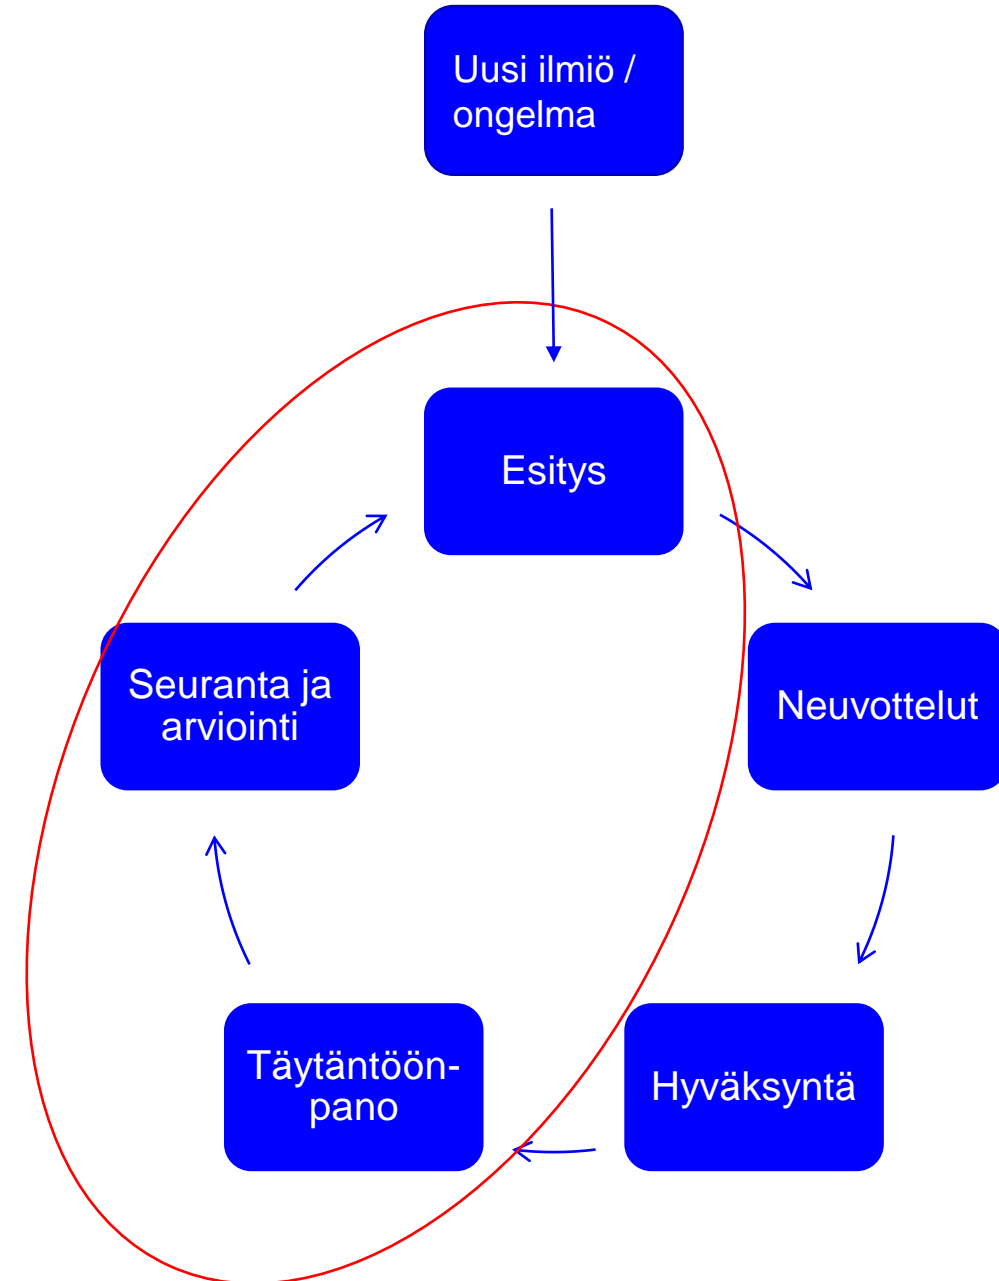 Uusi ilmiö /
ongelma
Esitys
Seuranta ja
arviointi
Neuvottelut
Täytäntöön-
pano
Hyväksyntä